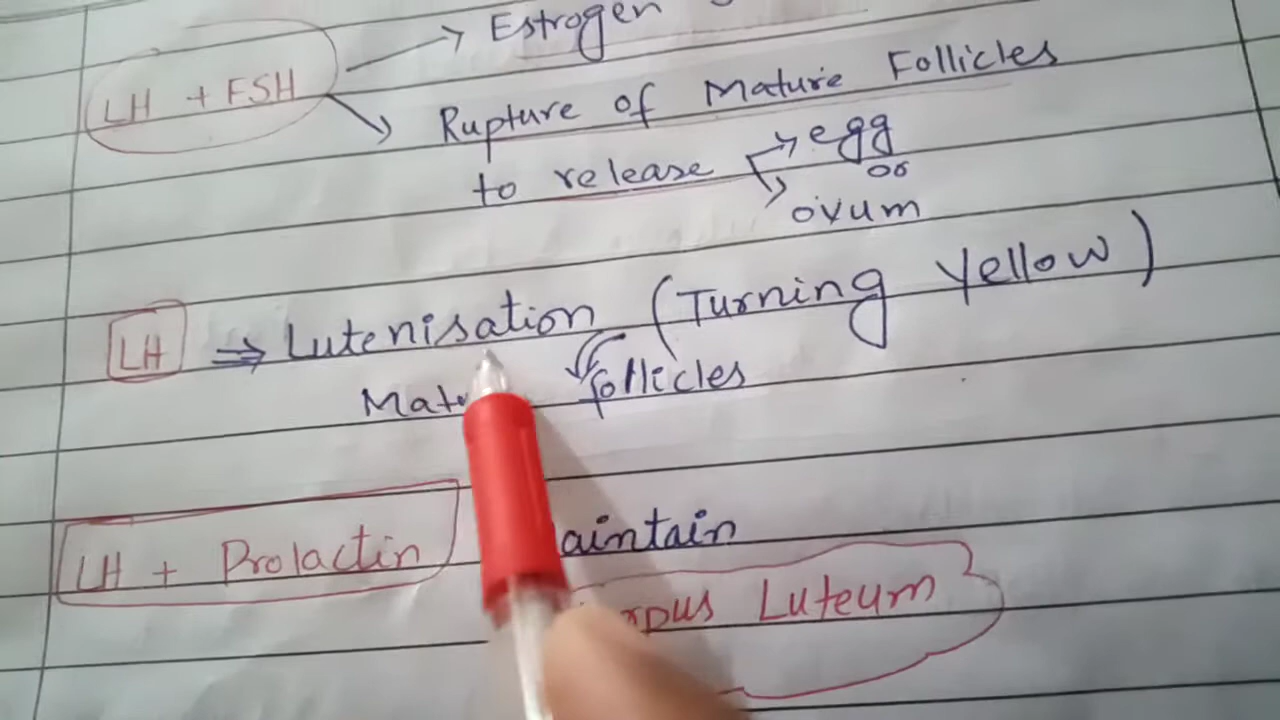 Estrogen
LH + FSH
Rupture of Mature Follicles
to release egg
or
ovum
LH ⇒ Lutenisation (Turning Yellow)
follicles
LH + Prolactin
Luteum